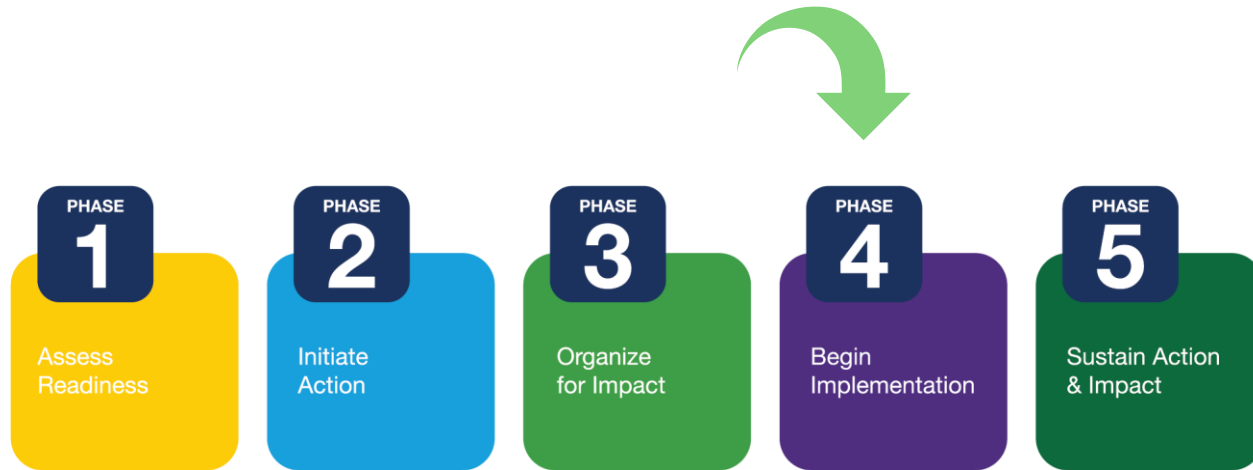 PHASE
1
Assess
Readiness
PHASE
2
Initiate
Action
PHASE
3
Organize
for Impact
PHASE
4
Begin
Implementation
PHASE
5
Sustain Action
& Impact